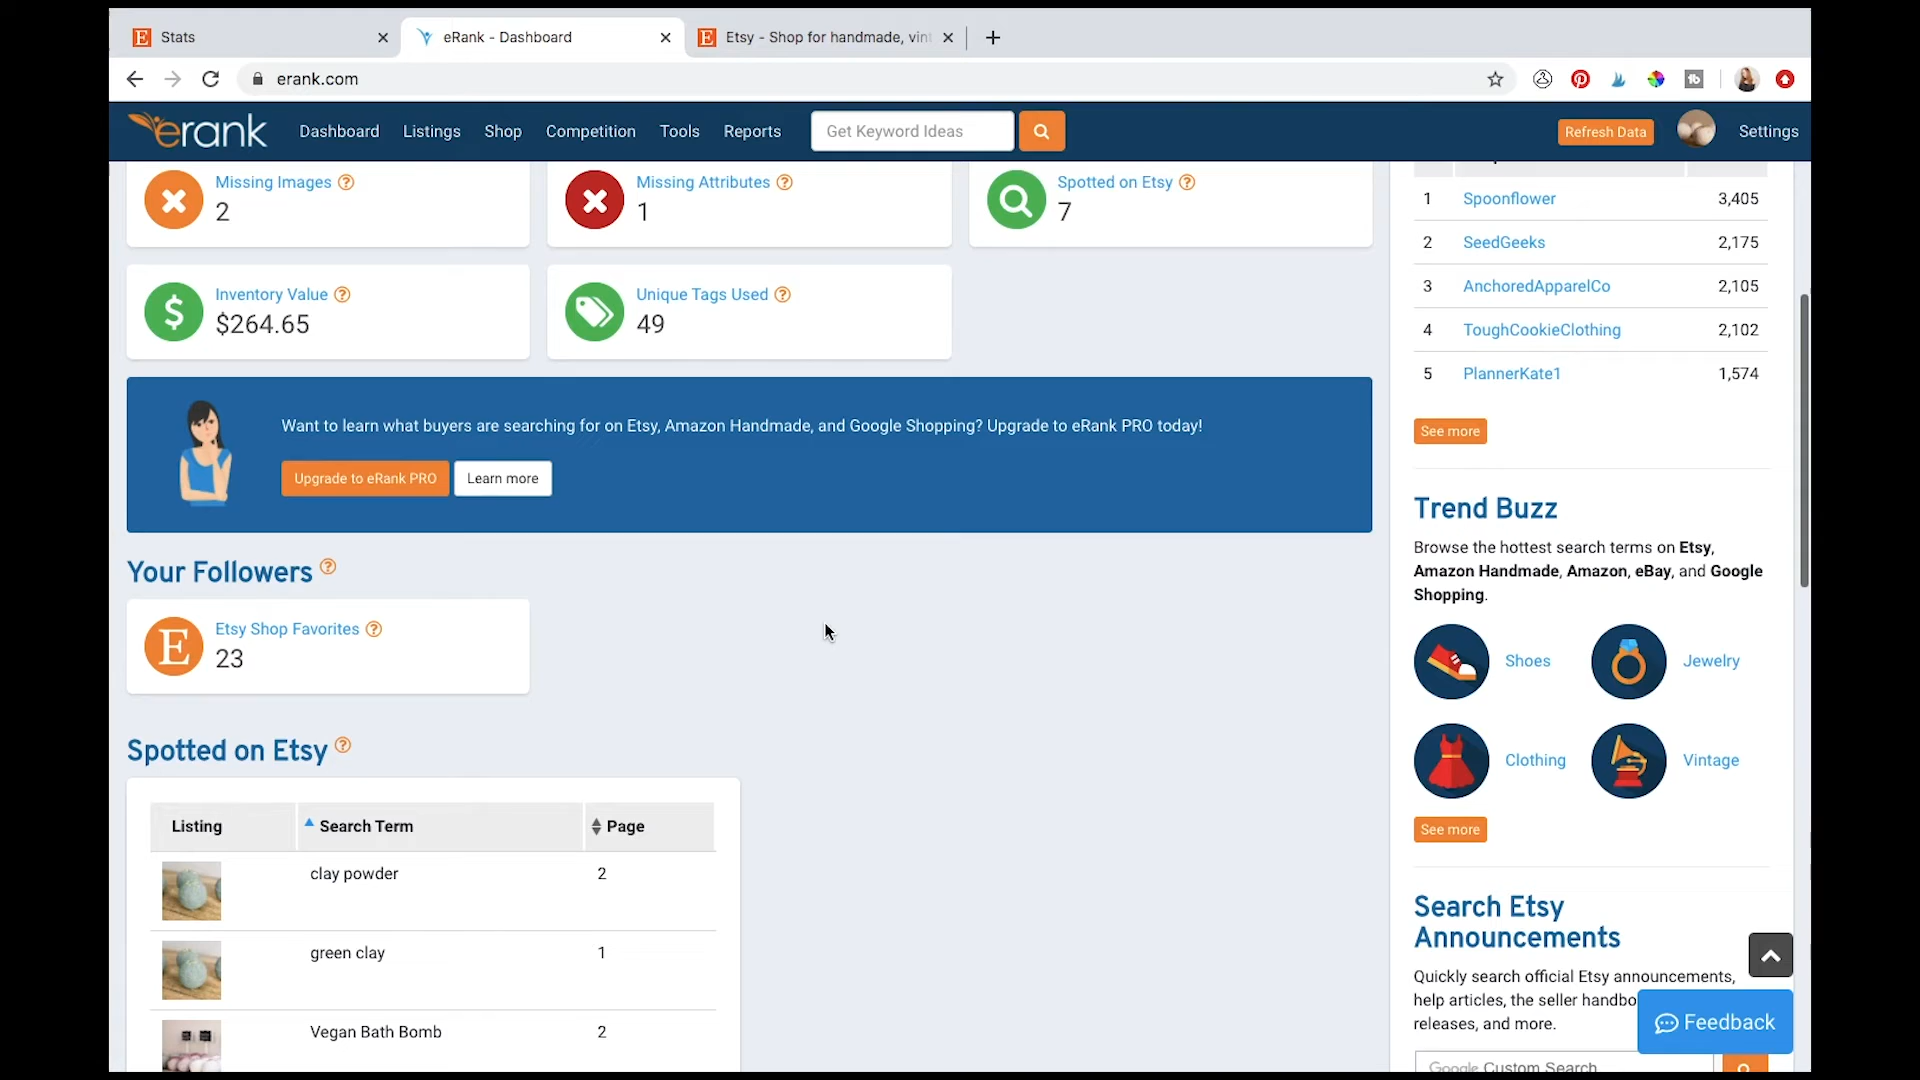 Stats
eRank - Dashboard
Etsy - Shop for handmade, vint
erank.com
erank
Dashboard
Listings
Shop
Competition
Tools
Reports
Get Keyword Ideas
Refresh Data
Settings
Missing Images
2
Missing Attributes
1
Spotted on Etsy
7
Inventory Value
$264.65
Unique Tags Used
49
Want to learn what buyers are searching for on Etsy, Amazon Handmade, and Google Shopping? Upgrade to eRank PRO today!
Upgrade to eRank PRO
Learn more
Your Followers
Etsy Shop Favorites
23
Spotted on Etsy
Listing Search Term Page
clay powder 2
green clay 1
Vegan Bath Bomb 2
1 Spoonflower 3,405
2 SeedGeeks 2,175
3 AnchoredApparelCo 2,105
4 ToughCookieClothing 2,102
5 PlannerKate1 1,574
See more
Trend Buzz
Browse the hottest search terms on Etsy,
Amazon Handmade, Amazon, eBay, and Google
Shopping.
Shoes
Jewelry
Clothing
Vintage
See more
Search Etsy
Announcements
Quickly search official Etsy announcements,
help articles, the seller handbo
releases, and more.
Feedback
Google Custom Search